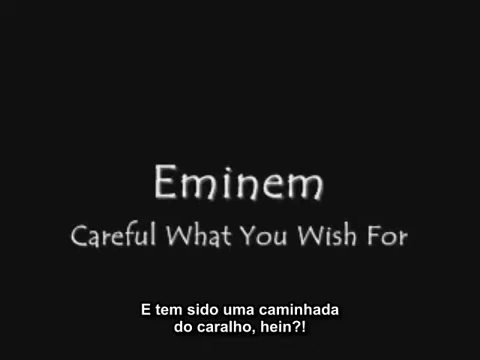 Eminem
Careful What You Wish For
E tem sido uma caminhada
do caralho, hein?!